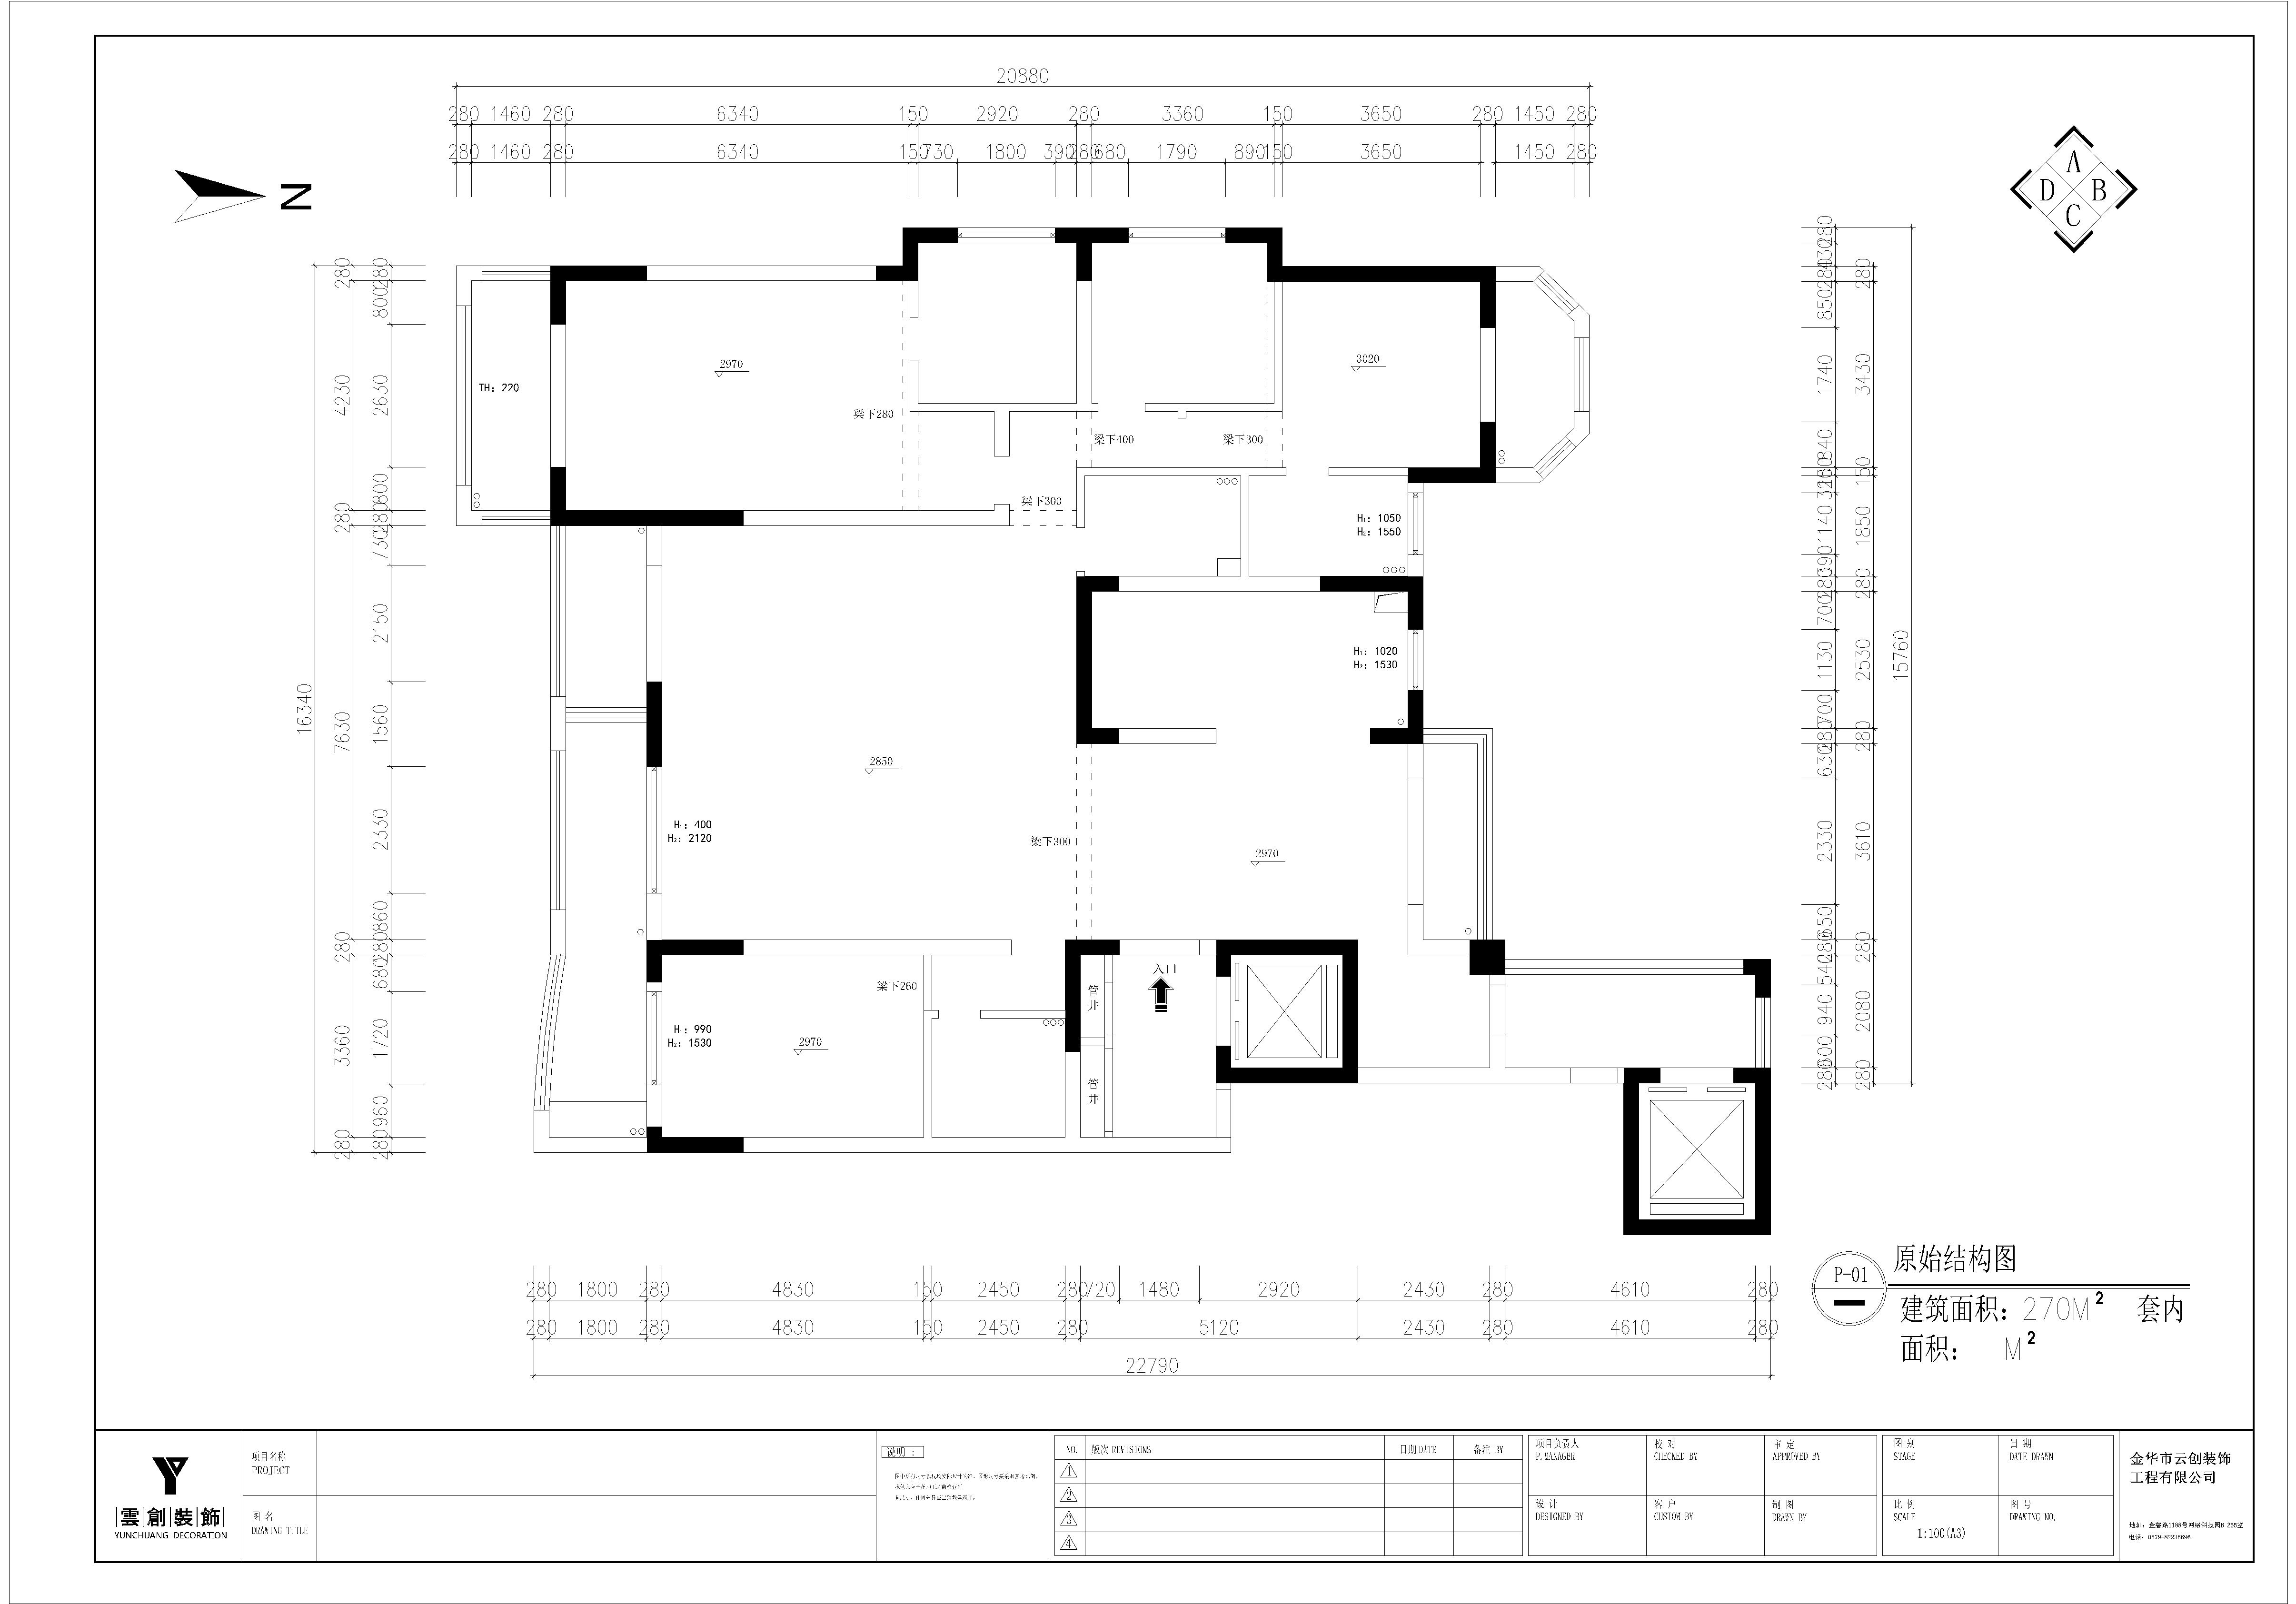 20880
280 1460 280 6340 150 2920 280 3360 150 3650 280 1450 280
280 1460 280 6340 150 730 1800 390 280 680 1790 890 150 3650 1450 280
N
A
D B
C
280 4230 280 7630 280 3360 280
16340
280 800 2630 800 280 730 2150 1560 2330 860 280 680 1720 960 280
280 430 280 850 1740 840 150 320 1140 390 280 700 1130 700 280 630 2330 650 280 540 940 600 280
280 3430 150 1850 280 2530 280 3610 280 2080 280
15760
2970
3020
TH: 220
梁下280
梁下400
梁下300
梁下300
H₁: 1050
H₂: 1550
H₁: 1020
H₂: 1530
2850
H₁: 400
H₂: 2120
梁下300
2970
入口
梁下260
管井
H₁: 990
H₂: 1530
2970
管井
280 1800 280 4830 150 2450 280 720 1480 2920 2430 280 4610 280
280 1800 280 4830 150 2450 280 5120 2430 280 4610 280
22790
P-01
原始结构图
建筑面积: 270M² 套内
面积: M²
雲創裝飾
YUNCHUANG DECORATION
项目名称
PROJECT
图 名
DRAWING TITLE
说明 :
NO. 版次 REVISIONS 日期 DATE 备注 BY
1
2
3
4
项目负责人
P.MANAGER
校 对
CHECKED BY
审 定
APPROVED BY
图 别
STAGE
日 期
DATE DRAWN
设 计
DESIGNED BY
客 户
CUSTOM BY
制 图
DRAWN BY
比 例
SCALE
1:100(A3)
图 号
DRAWING NO.
金华市云创装饰
工程有限公司